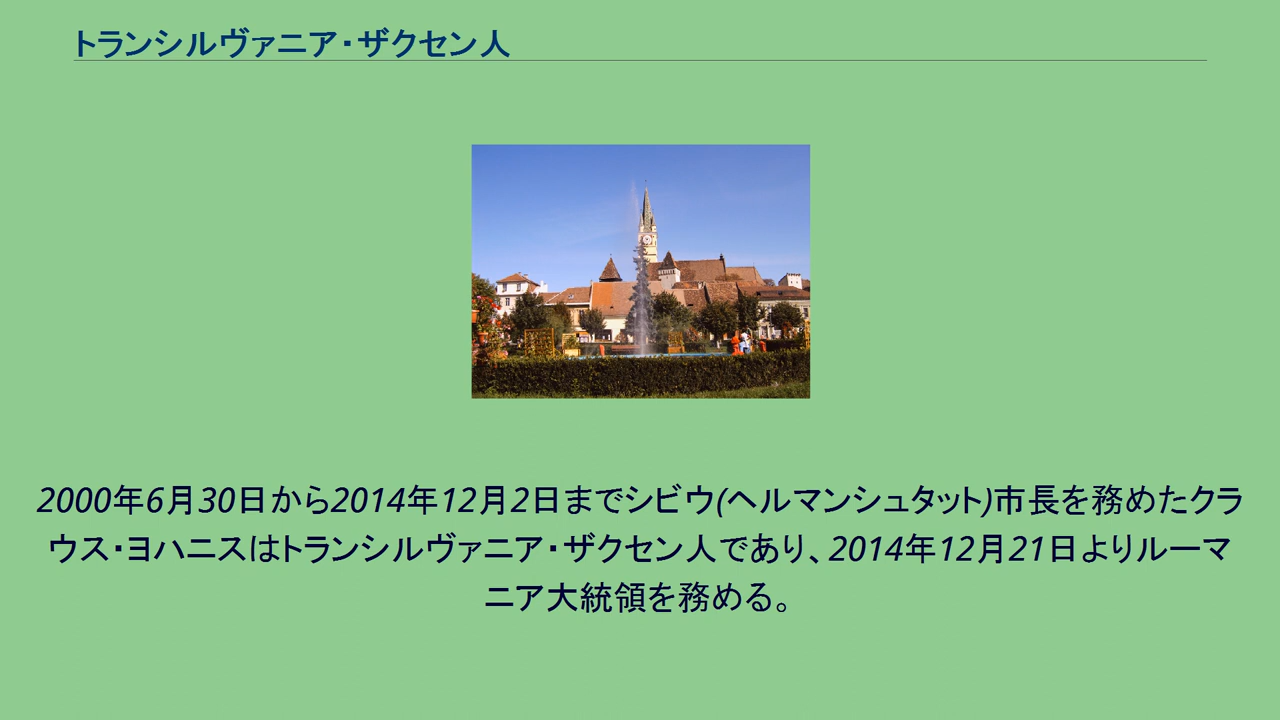 トランシルヴァニア・ザクセン人
2000年6月30日から2014年12月2日までシビウ(ヘルマンシュタット)市長を務めたクラ
ウス・ヨハニスはトランシルヴァニア・ザクセン人であり、2014年12月21日よりルーマ
ニア大統領を務める。